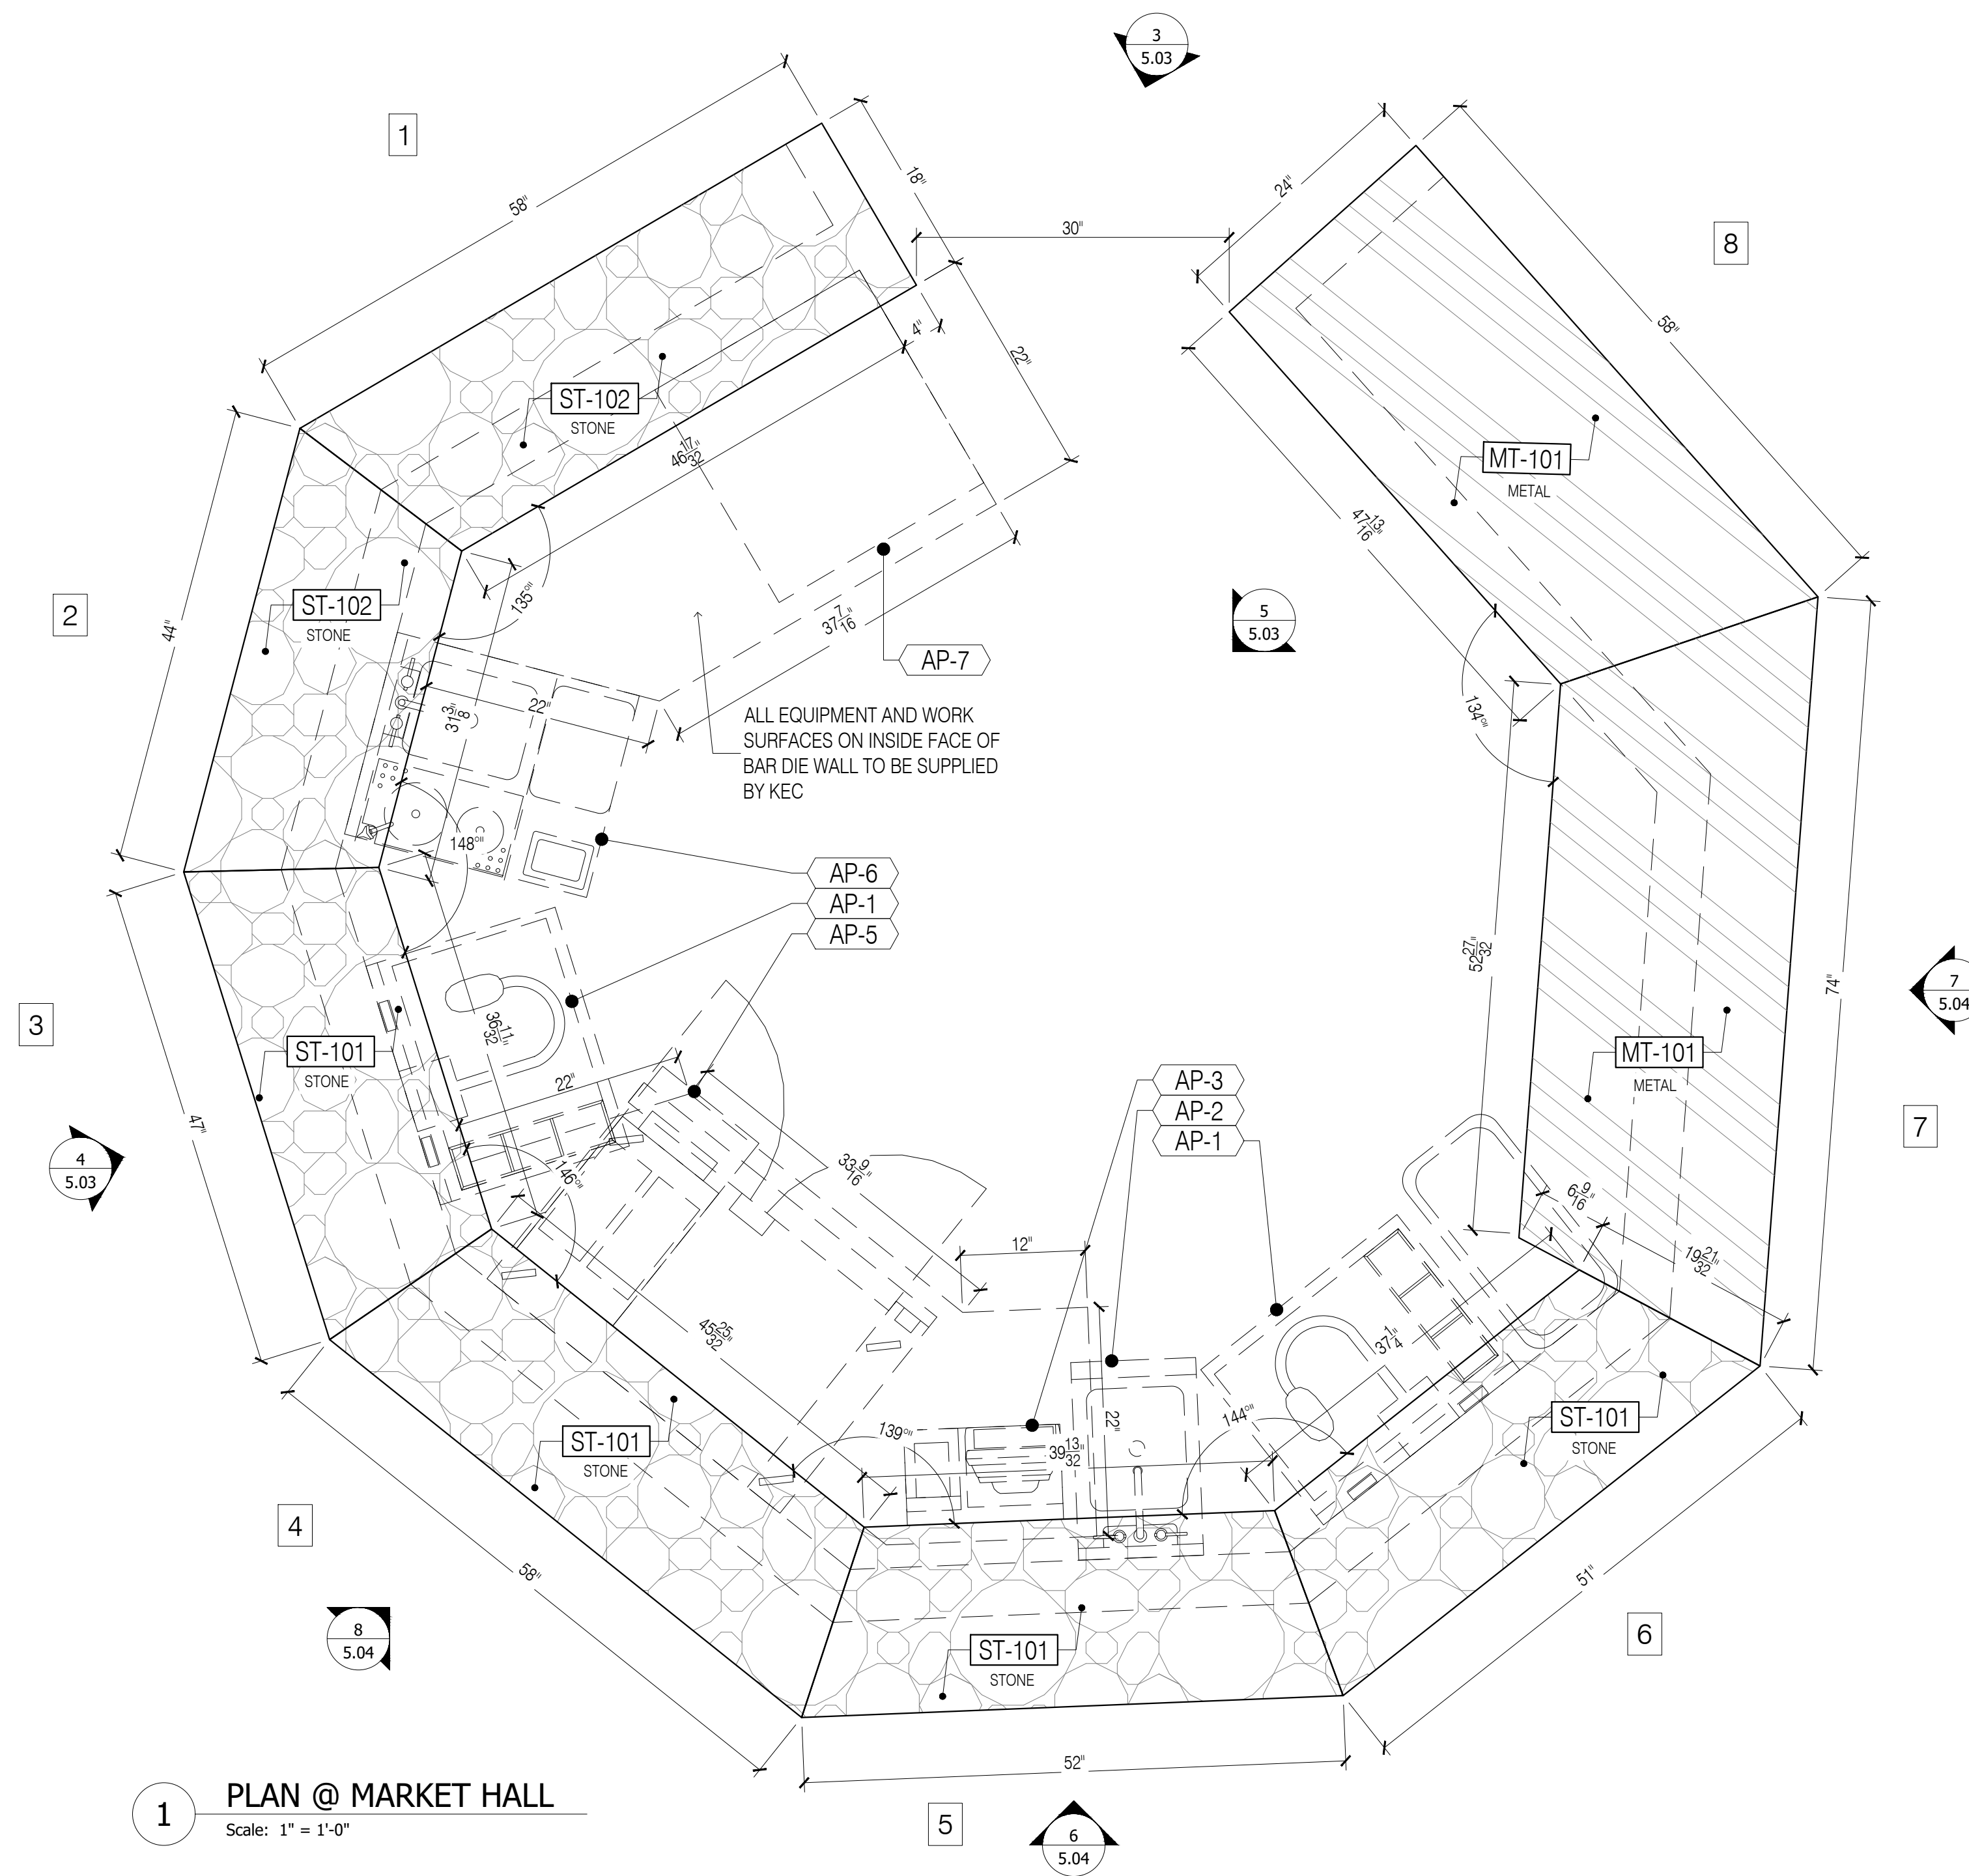 3
5.03
1
58"
18"
24"
30"
8
58"
4"
22"
ST-102
STONE
46 17/32"
MT-101
METAL
47 13/16"
135°"
2
ST-102
STONE
44"
5
5.03
37 7/16"
AP-7
22"
31 3/8"
134°"
ALL EQUIPMENT AND WORK
SURFACES ON INSIDE FACE OF
BAR DIE WALL TO BE SUPPLIED
BY KEC
148°"
AP-6
AP-1
AP-5
52 27/32"
74"
7
5.04
3
36 11/32"
ST-101
STONE
MT-101
METAL
22"
47"
AP-3
AP-2
AP-1
7
4
5.03
33 9/16"
146°"
6 9/16"
12"
19 21/32"
45 25/32"
37 1/4"
22"
144°"
139°"
39 13/32"
ST-101
STONE
ST-101
STONE
4
58"
51"
8
5.04
ST-101
STONE
6
52"
1
PLAN @ MARKET HALL
Scale: 1" = 1'-0"
5
6
5.04